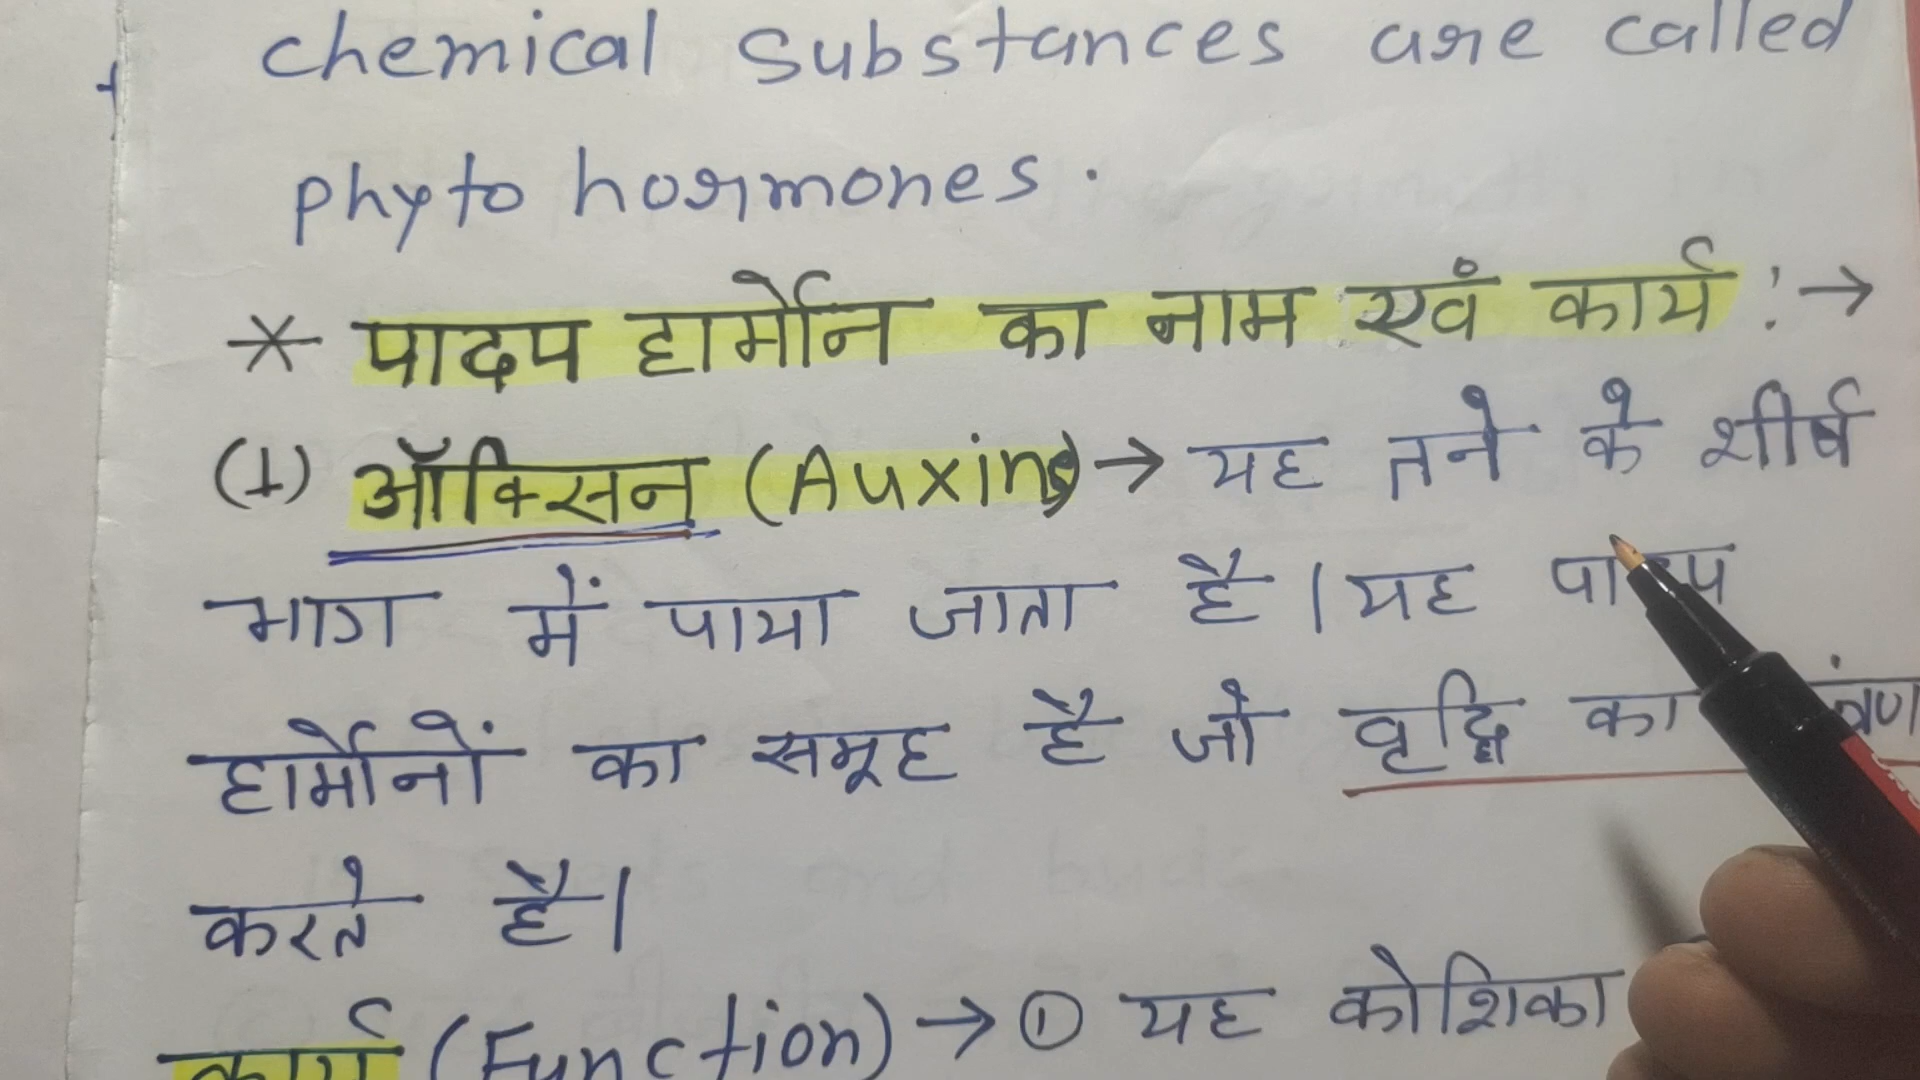 chemical substances are called
phyto hormones.
* पादप हार्मोन का नाम एवं कार्य :→
(1) ऑक्सिन (Auxins) → यह तने के शीर्ष
भाग में पाया जाता है। यह
हार्मोनों का समूह है जो वृद्धि का
करते है।
कार्य (Function) → ① यह कोशिका